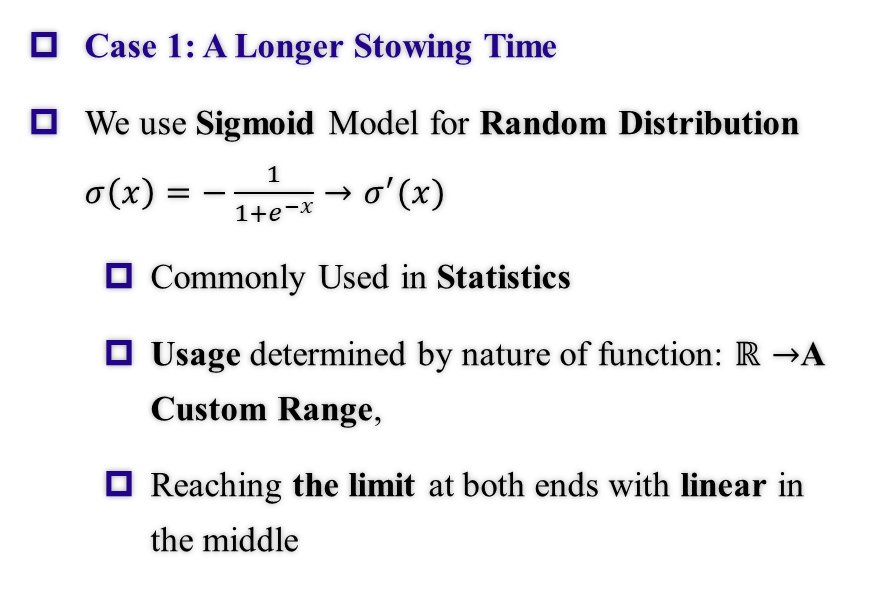 Case 1: A Longer Stowing Time
We use Sigmoid Model for Random Distribution
σ(x) = − 1/(1+e^{−x}) → σ′(x)
Commonly Used in Statistics
Usage determined by nature of function: ℝ →A
Custom Range,
Reaching the limit at both ends with linear in
the middle